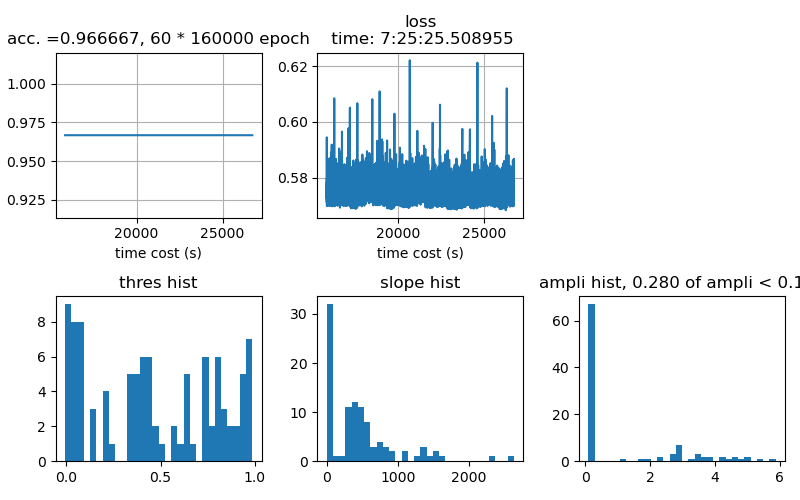 acc. =0.966667, 60 * 160000 epoch
1.000
0.975
0.950
0.925
20000 25000
time cost (s)
loss
time: 7:25:25.508955
0.62
0.60
0.58
20000 25000
time cost (s)
thres hist
8
6
4
2
0
0.0 0.5 1.0
slope hist
30
20
10
0
0 1000 2000
ampli hist, 0.280 of ampli < 0.1
60
40
20
0
0 2 4 6